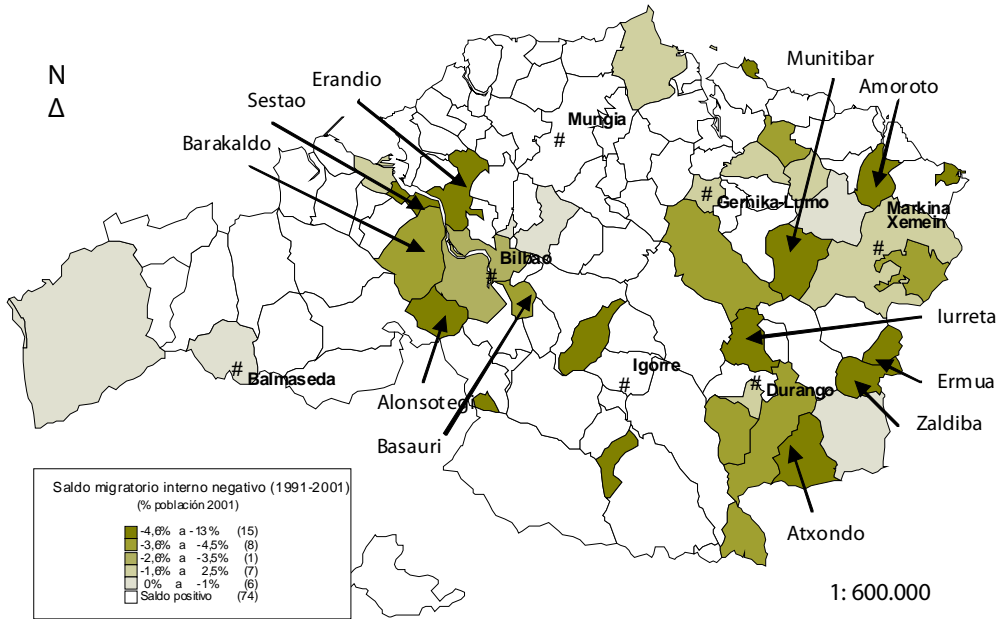 N
Δ
Munitibar
Erandio
Amoroto
Sestao
Mungia
#
Barakaldo
#
Gernika-Lumo
Markina
Xemein
#
Bilbao
#
Iurreta
Igorre
#
#
Durango
Ermua
#
Balmaseda
Alonsotegi
Zaldiba
Basauri
Atxondo
Saldo migratorio interno negativo (1991-2001)
(% población 2001)
-4,6% a -13% (15)
-3,6% a -4,5% (8)
-2,6% a -3,5% (1)
-1,6% a 2,5% (7)
0% a -1% (6)
Saldo positivo (74)
1: 600.000